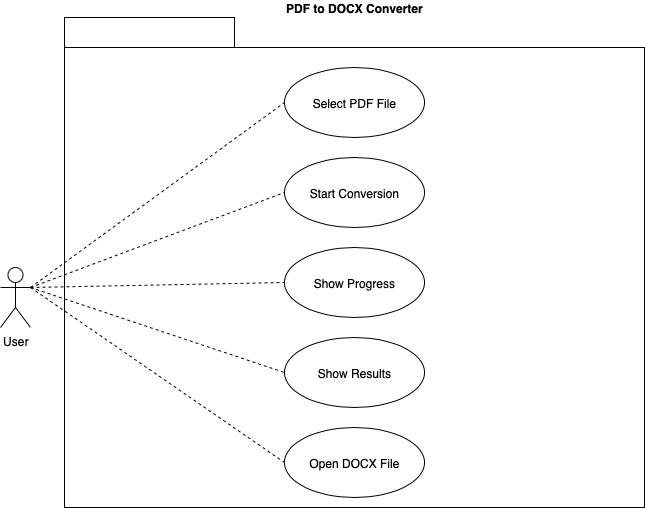 PDF to DOCX Converter
Select PDF File
Start Conversion
Show Progress
User
Show Results
Open DOCX File